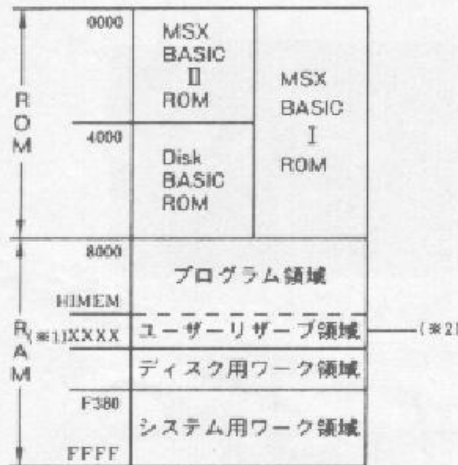 0000
MSX
BASIC
II
ROM
MSX
BASIC
I
ROM
ROM
4000
Disk
BASIC
ROM
8000
プログラム領域
HIMEM
(※1)XXXX
ユーザーリザーブ領域
(※2)
RAM
ディスク用ワーク領域
F380
システム用ワーク領域
FFFF